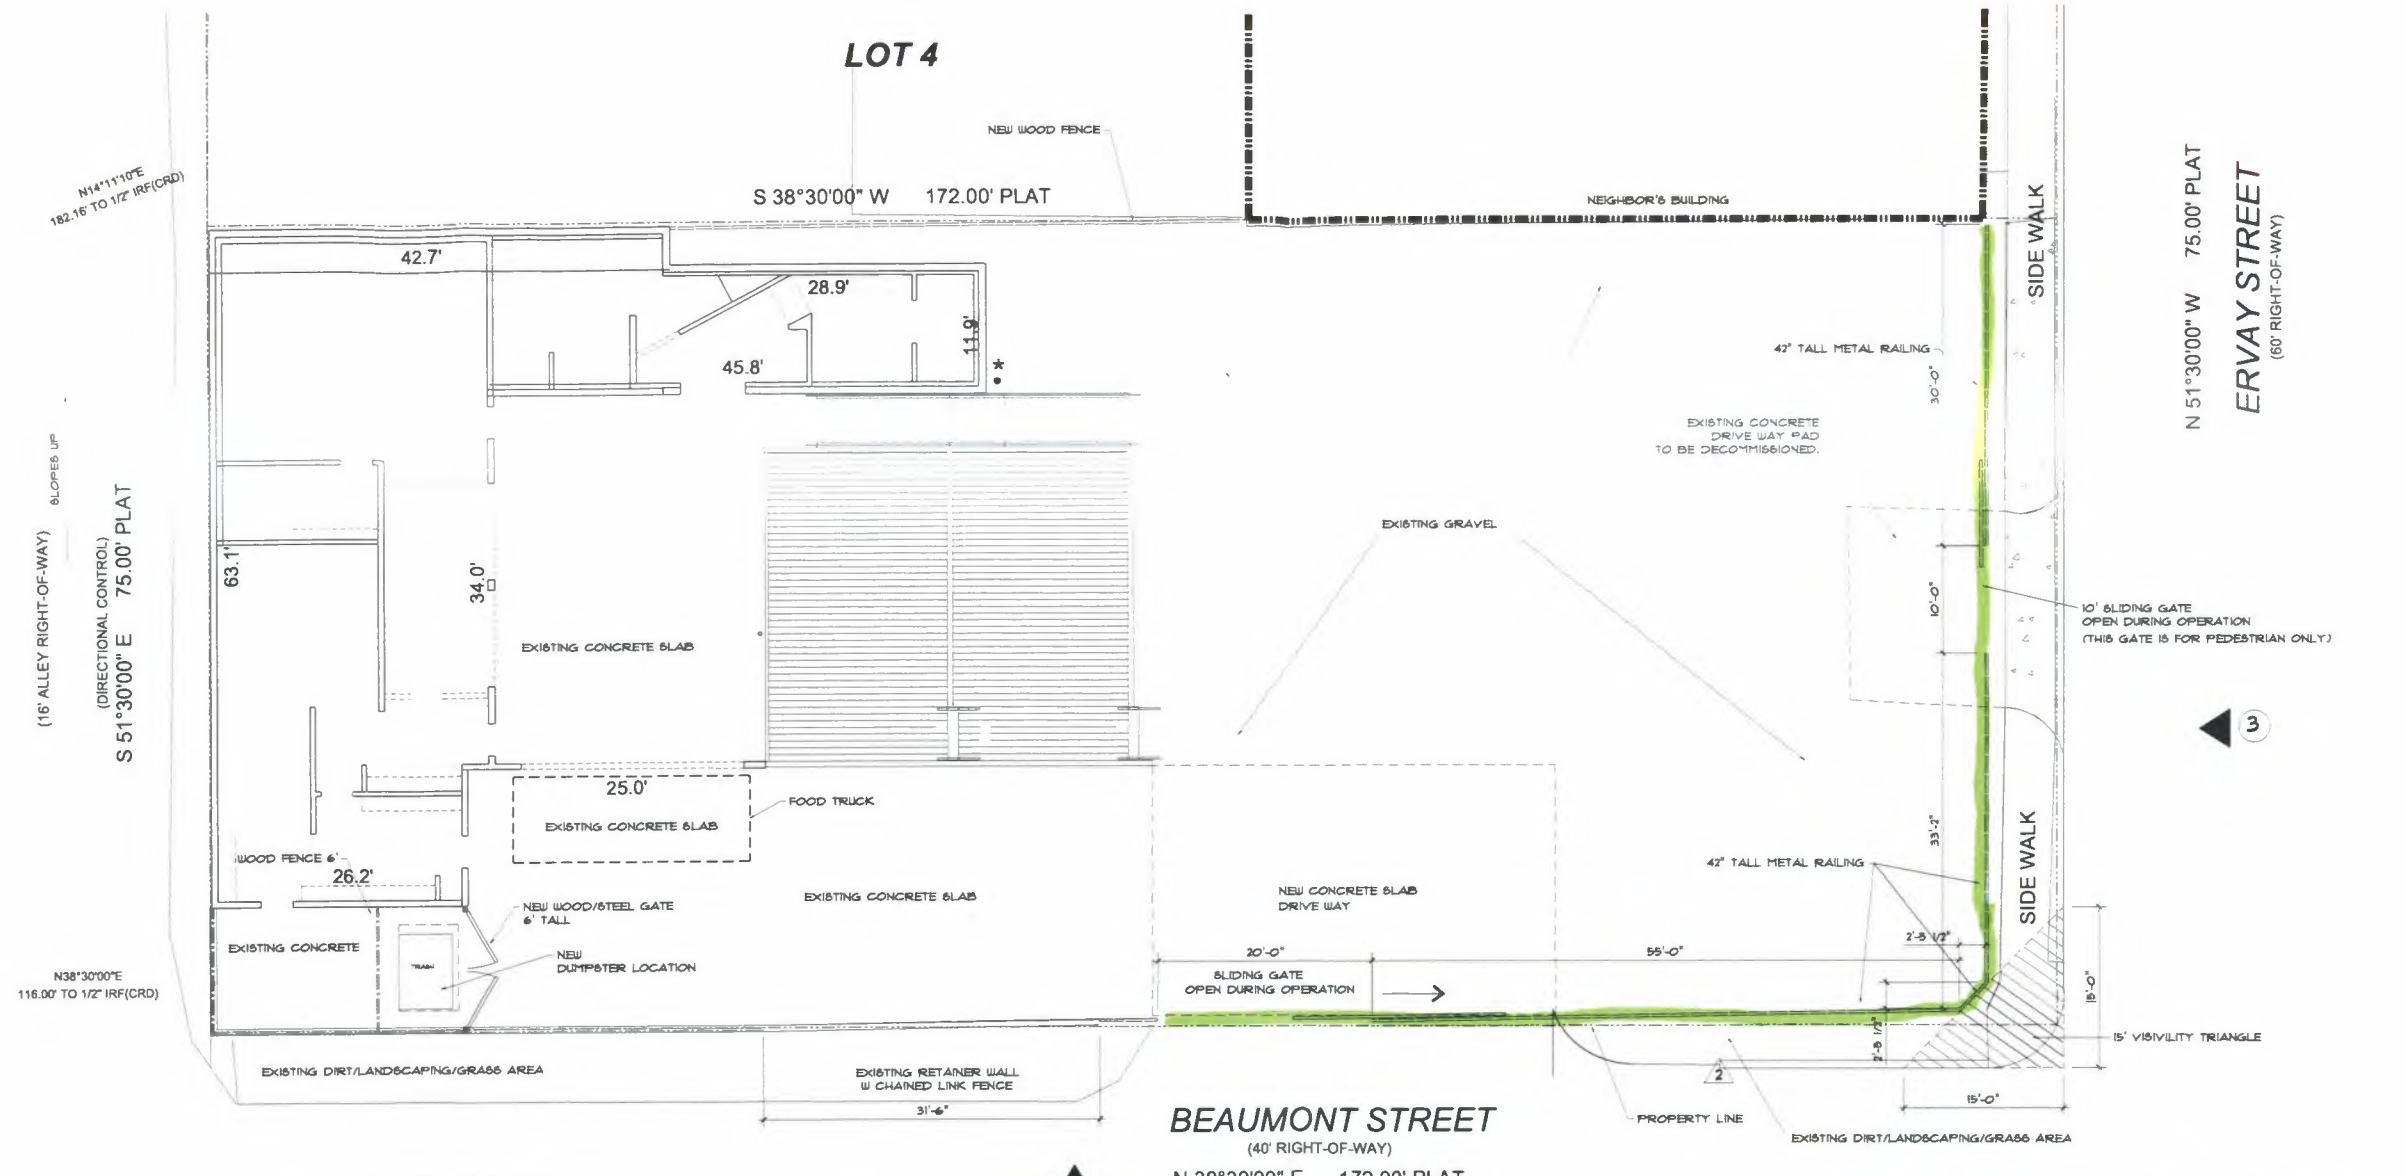 LOT 4
NEW WOOD FENCE
S 38°30'00" W 172.00' PLAT
NEIGHBOR'S BUILDING
N14°11'10"E
182.16' TO 1/2" IRF(CRD)
42.7'
28.9'
11.9'
45.8'
*
SIDE WALK
N 51°30'00" W 75.00' PLAT
ERVAY STREET
(60' RIGHT-OF-WAY)
42" TALL METAL RAILING
30'-0"
EXISTING CONCRETE
DRIVE WAY PAD
TO BE DECOMMISSIONED.
SLOPES UP
(16' ALLEY RIGHT-OF-WAY)
(DIRECTIONAL CONTROL)
S 51°30'00" E 75.00' PLAT
63.1'
34.0'
EXISTING GRAVEL
10'-0"
10' SLIDING GATE
OPEN DURING OPERATION
(THIS GATE IS FOR PEDESTRIAN ONLY)
EXISTING CONCRETE SLAB
3
25.0'
FOOD TRUCK
EXISTING CONCRETE SLAB
33'-2"
WOOD FENCE 6'
26.2'
42" TALL METAL RAILING
SIDE WALK
EXISTING CONCRETE SLAB
NEW CONCRETE SLAB
DRIVE WAY
NEW WOOD/STEEL GATE
6' TALL
EXISTING CONCRETE
TRASH
NEW
DUMPSTER LOCATION
2'-5 1/2"
20'-0"
55'-0"
SLIDING GATE
OPEN DURING OPERATION
N38°30'00"E
116.00' TO 1/2" IRF(CRD)
15'-0"
2'-5 1/2"
15' VISIVILITY TRIANGLE
EXISTING DIRT/LANDSCAPING/GRASS AREA
EXISTING RETAINER WALL
W CHAINED LINK FENCE
31'-6"
2
15'-0"
BEAUMONT STREET
(40' RIGHT-OF-WAY)
PROPERTY LINE
EXISTING DIRT/LANDSCAPING/GRASS AREA
N 38°30'00" E 172.00' PLAT